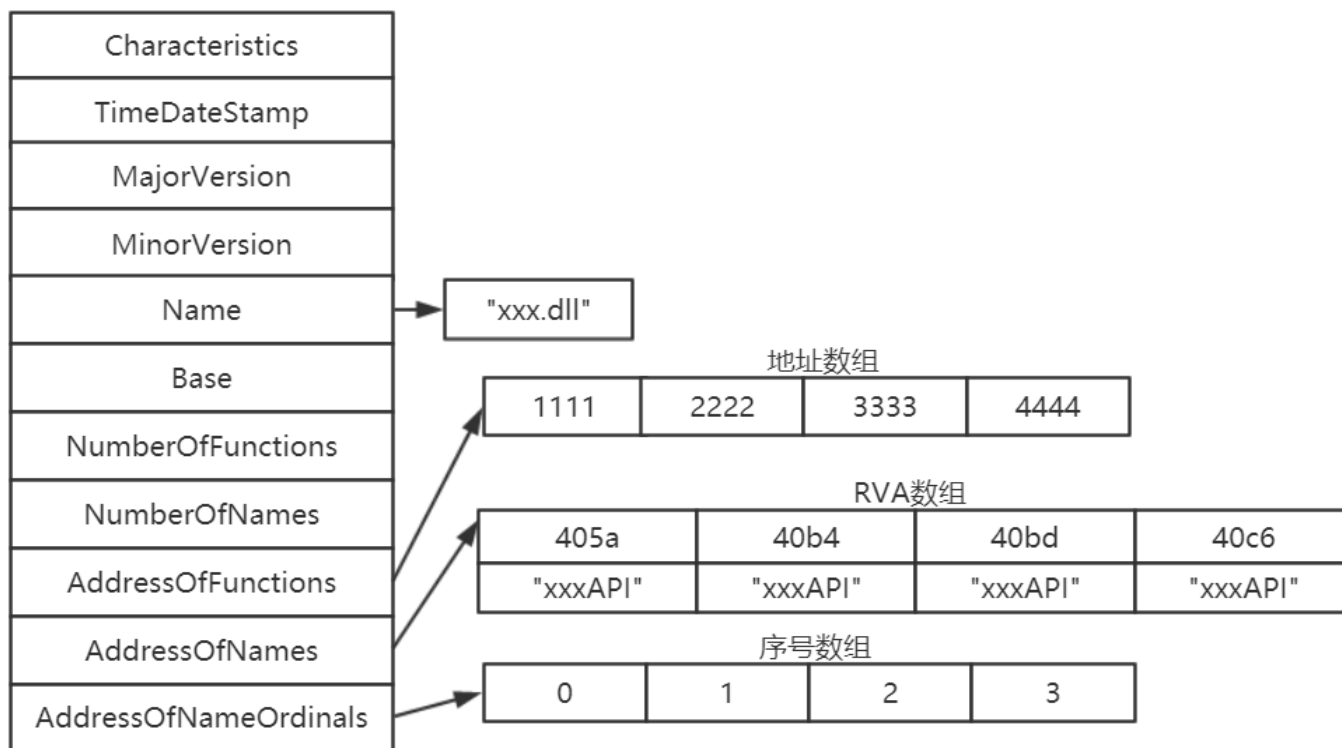 Characteristics
TimeDateStamp
MajorVersion
MinorVersion
Name
"xxx.dll"
Base
地址数组
1111 2222 3333 4444
NumberOfFunctions
NumberOfNames
RVA数组
405a 40b4 40bd 40c6
AddressOfFunctions
"xxxAPI" "xxxAPI" "xxxAPI" "xxxAPI"
AddressOfNames
序号数组
0 1 2 3
AddressOfNameOrdinals